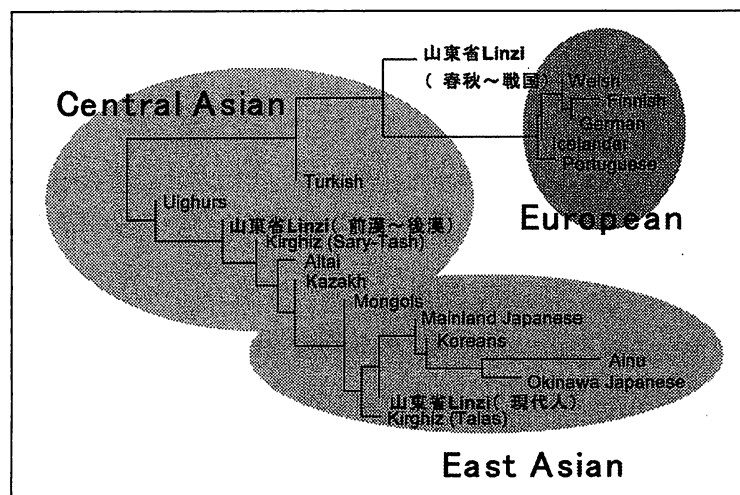 山東省Linzi
( 春秋～戦国)
Welsh
Finnish
German
Icelander
Portuguese
European
Central Asian
Turkish
Uighurs
山東省Linzi( 前漢～後漢)
Kirghiz (Sary-Tash)
Altai
Kazakh
Mongols
Mainland Japanese
Koreans
Ainu
Okinawa Japanese
山東省Linzi( 現代人)
Kirghiz (Talas)
East Asian